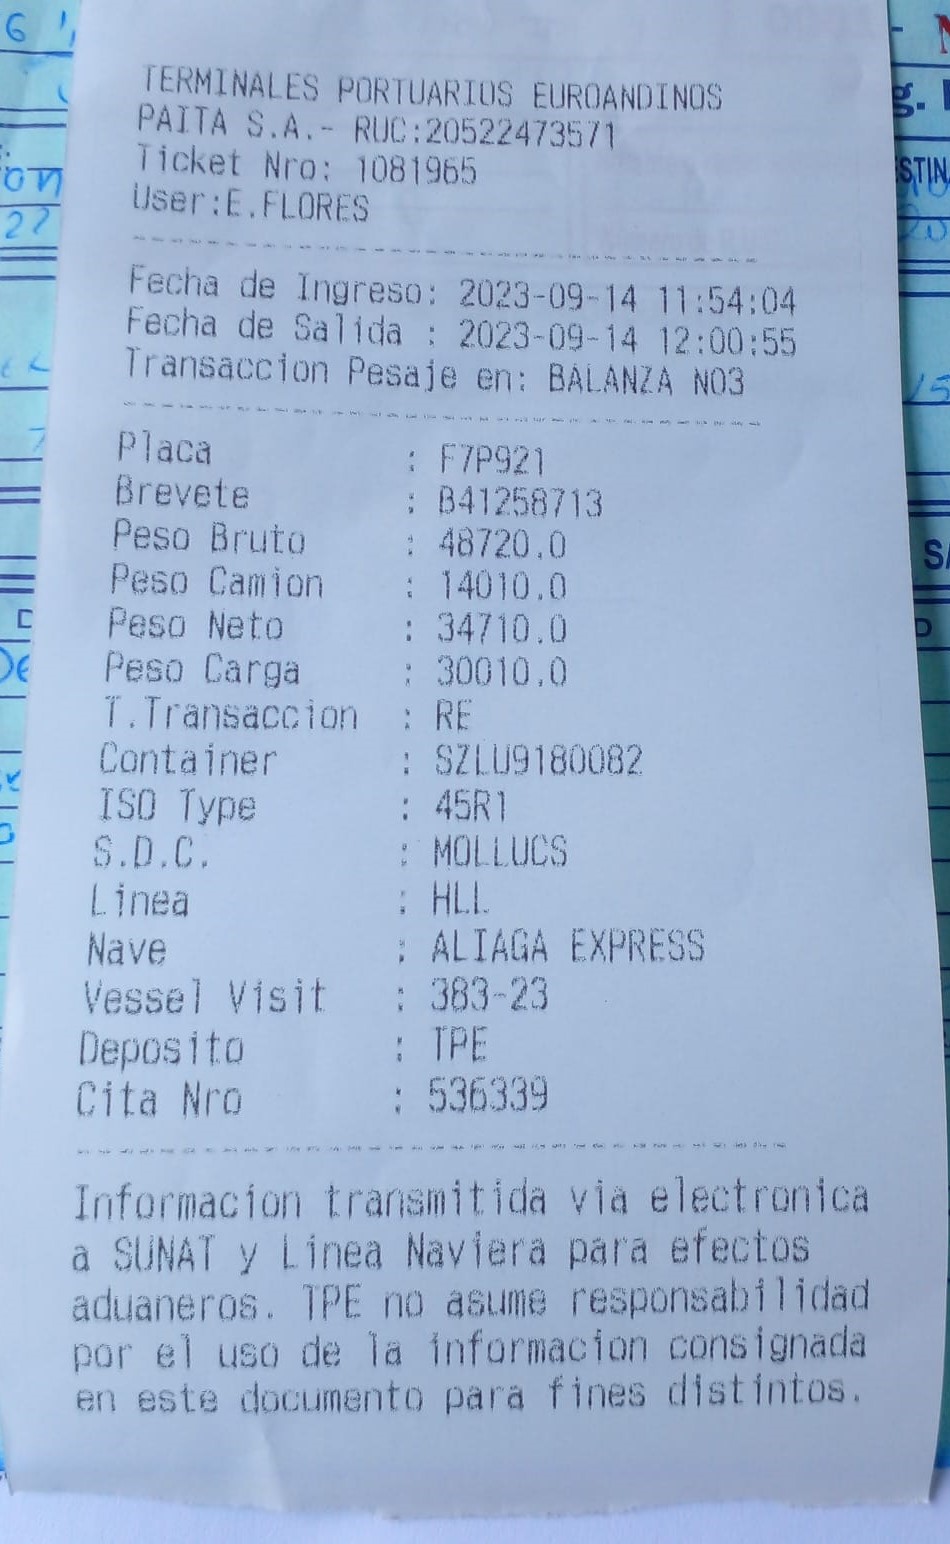 TERMINALES PORTUARIOS EUROANDINOS
PAITA S.A.- RUC:20522473571
Ticket Nro: 1081965
User:E.FLORES
Fecha de Ingreso: 2023-09-14 11:54:04
Fecha de Salida : 2023-09-14 12:00:55
Transaccion Pesaje en: BALANZA NO3
Placa : F7P921
Brevete : B41258713
Peso Bruto : 48720.0
Peso Camion : 14010.0
Peso Neto : 34710.0
Peso Carga : 30010.0
T.Transaccion : RE
Container : SZLU9180082
ISO Type : 45R1
S.D.C. : MOLLUCS
Linea : HLL
Nave : ALIAGA EXPRESS
Vessel Visit : 383-23
Deposito : TPE
Cita Nro : 536339
Informacion transmitida via electronica
a SUNAT y Linea Naviera para efectos
aduaneros. TPE no asume responsabilidad
por el uso de la informacion consignada
en este documento para fines distintos.